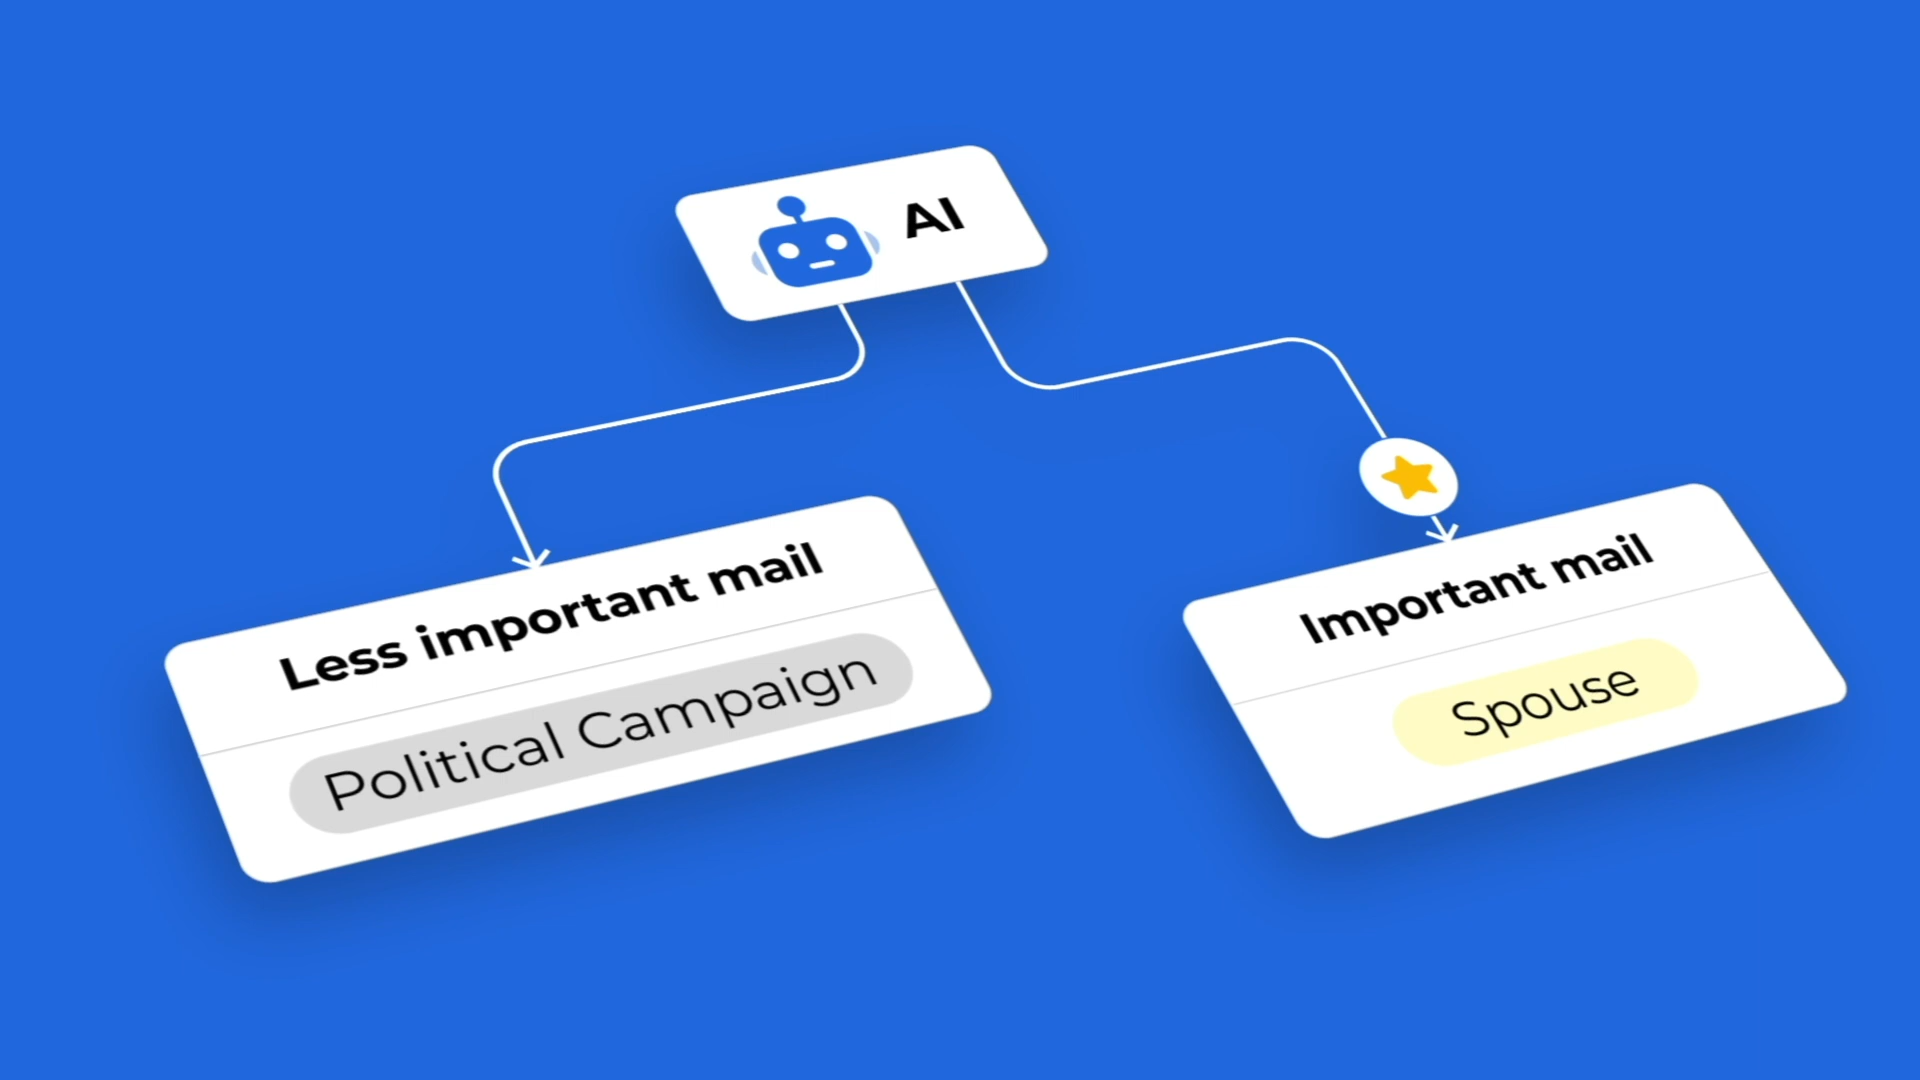 AI
Less important mail
Political Campaign
Important mail
Spouse